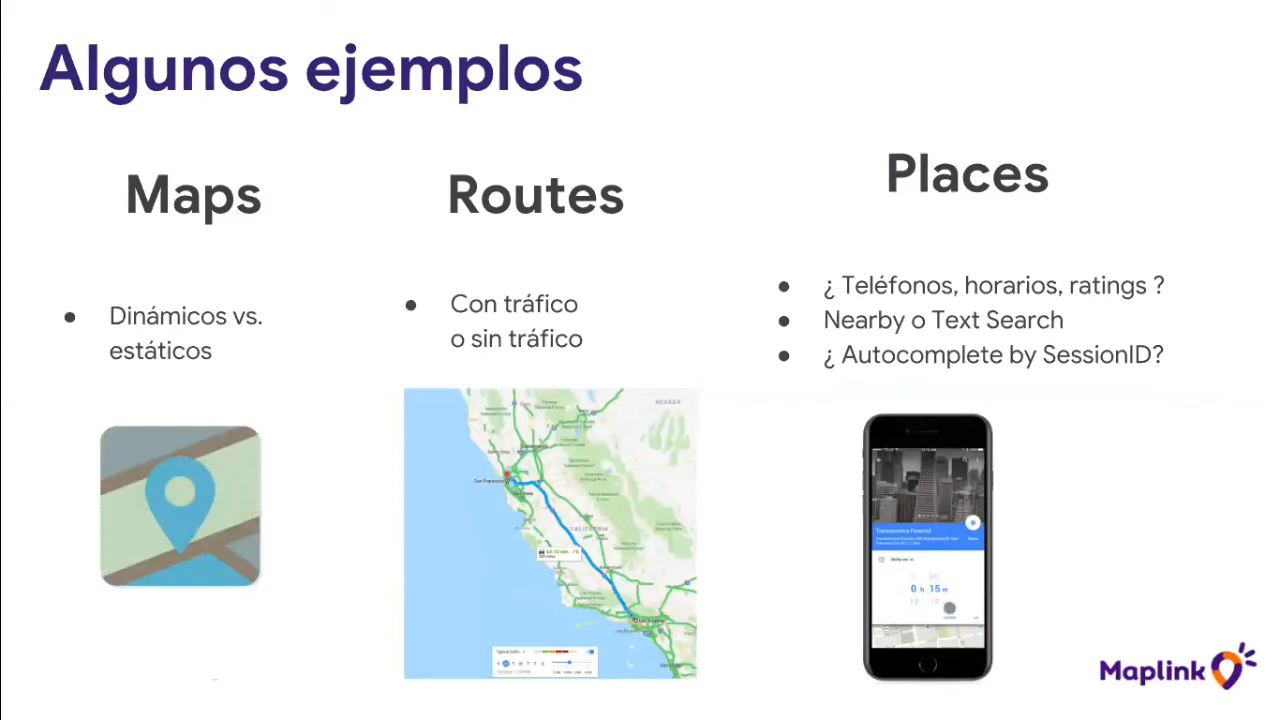 Algunos ejemplos
Maps
● Dinámicos vs.
estáticos
Routes
● Con tráfico
o sin tráfico
NEVADA
San Francisco
CALIFORNIA
Places
● ¿ Teléfonos, horarios, ratings ?
● Nearby o Text Search
● ¿ Autocomplete by SessionID?
Transamerica Pyramid
0 h 15 m
Maplink